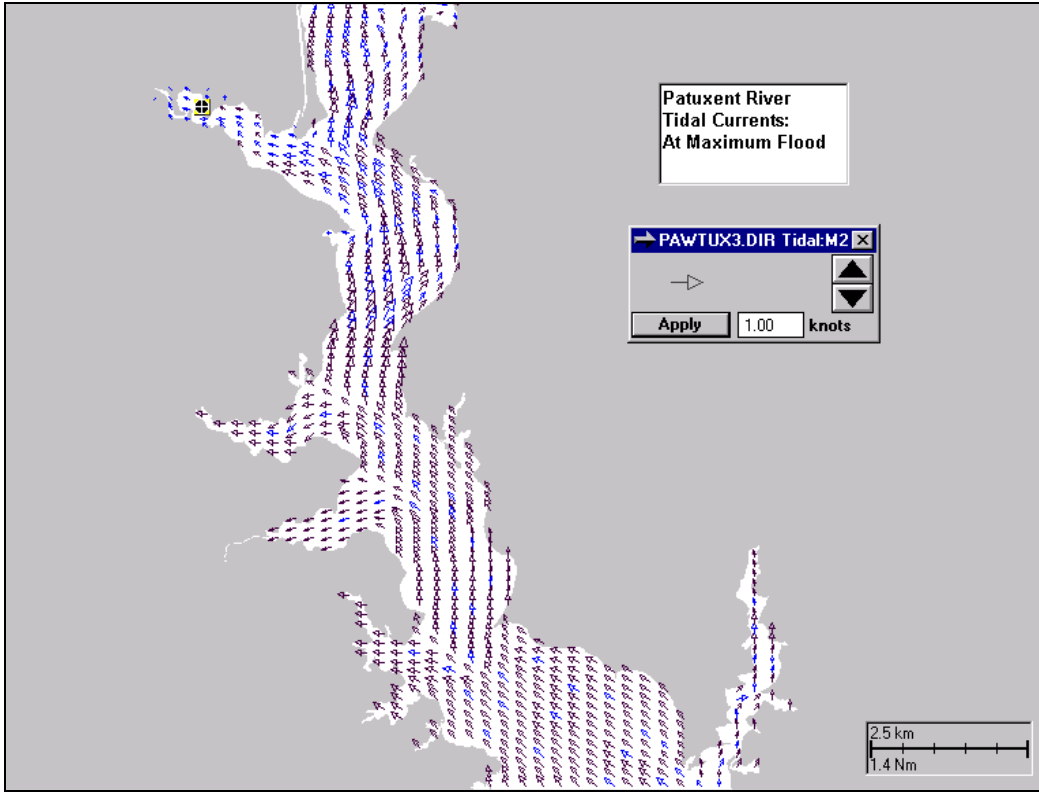 Patuxent River
Tidal Currents:
At Maximum Flood
PAWTUX3.DIR Tidal:M2
Apply 1.00 knots
2.5 km
1.4 Nm